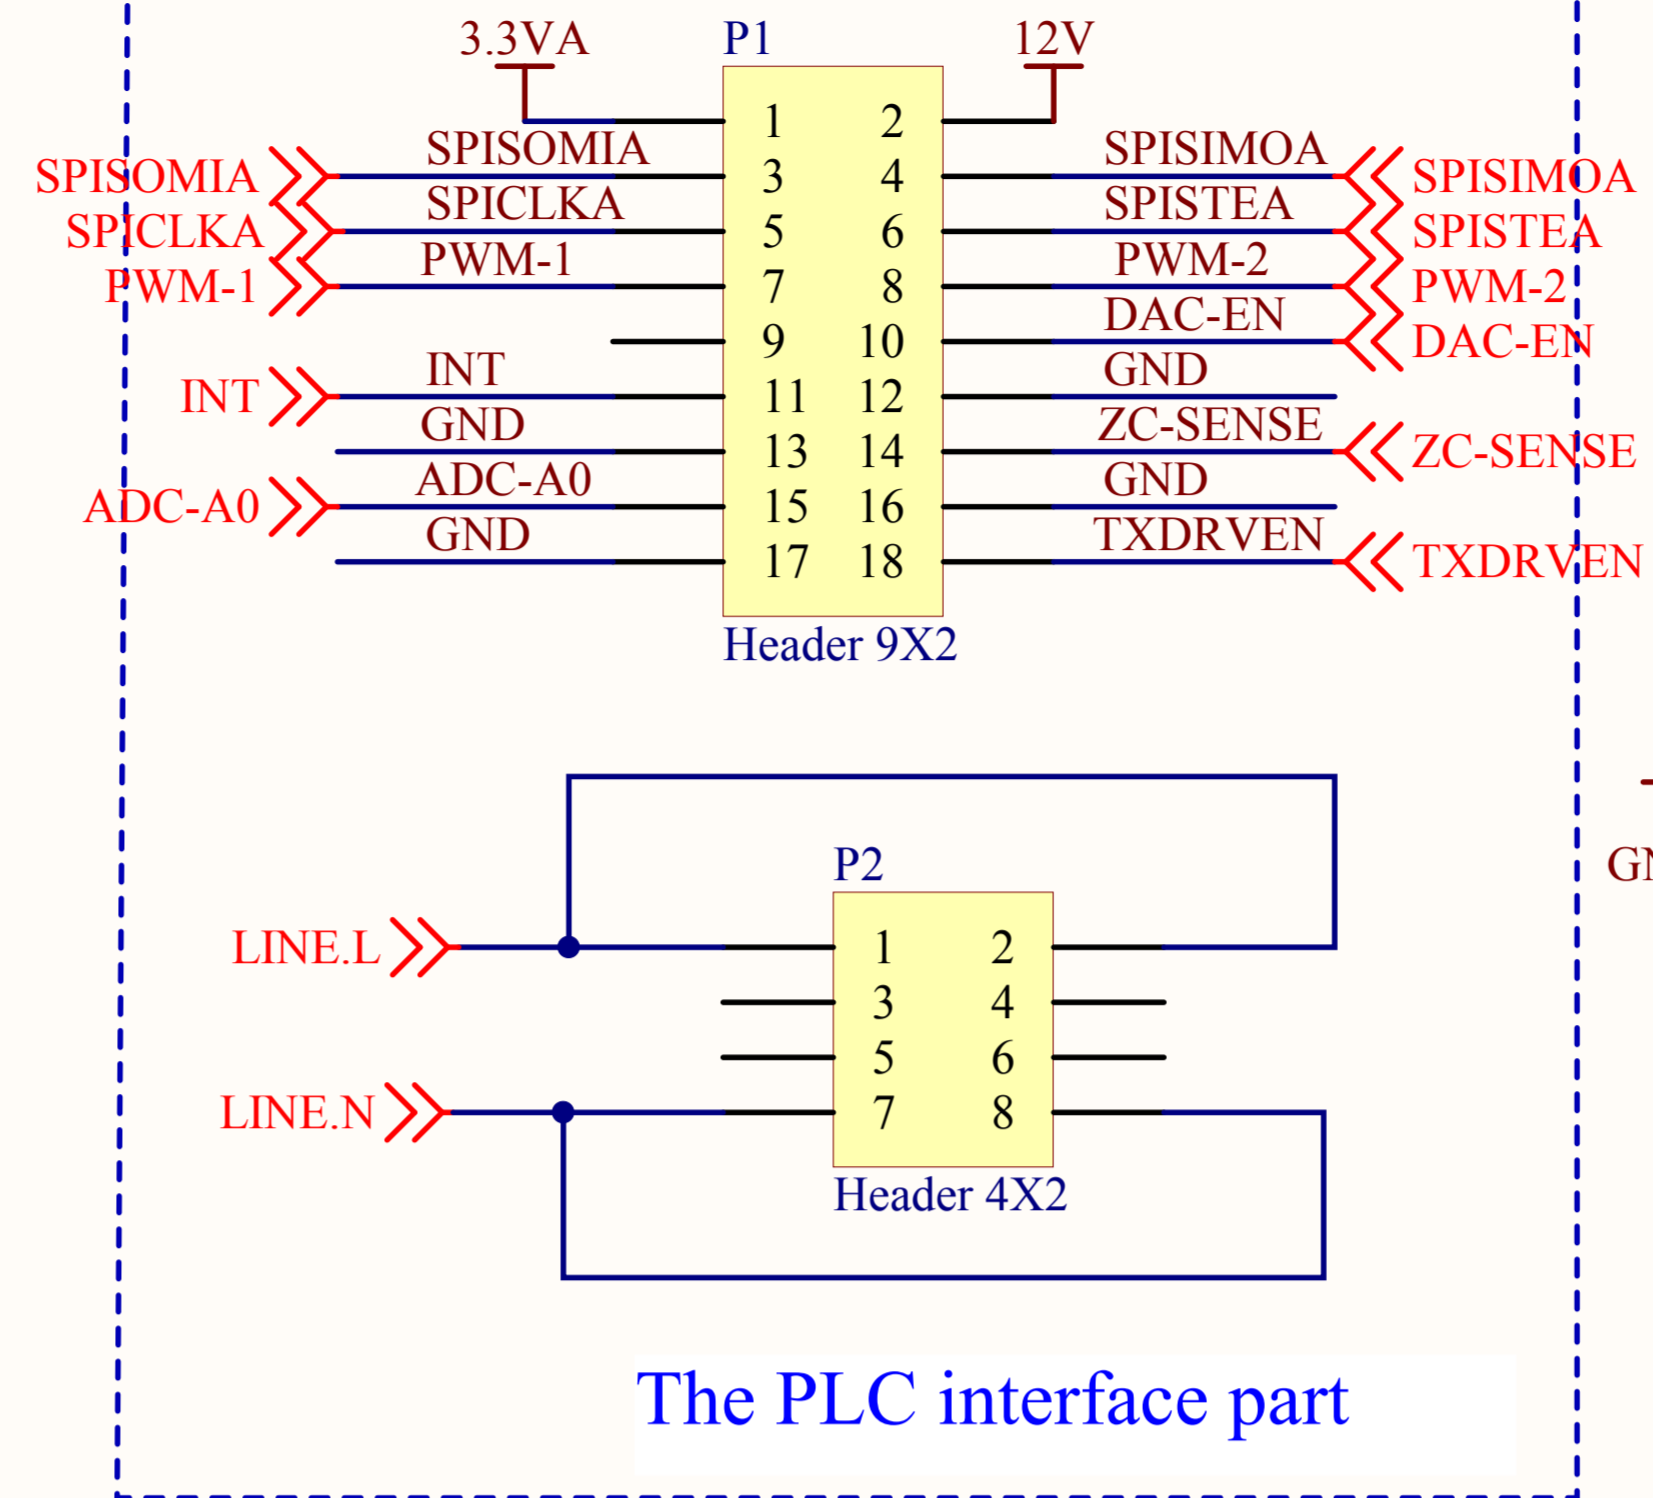 3.3VA P1 12V
1 2
SPISOMIA SPISIMOA
SPISOMIA 3 4 SPISIMOA
SPICLKA SPISTEA
SPICLKA 5 6 SPISTEA
PWM-1 PWM-2
PWM-1 7 8 PWM-2
DAC-EN
9 10 DAC-EN
INT GND
INT 11 12
GND ZC-SENSE
13 14 ZC-SENSE
ADC-A0 GND
ADC-A0 15 16
GND TXDRVEN
17 18 TXDRVEN
Header 9X2
P2
LINE.L 1 2
3 4
5 6
LINE.N 7 8
Header 4X2
The PLC interface part